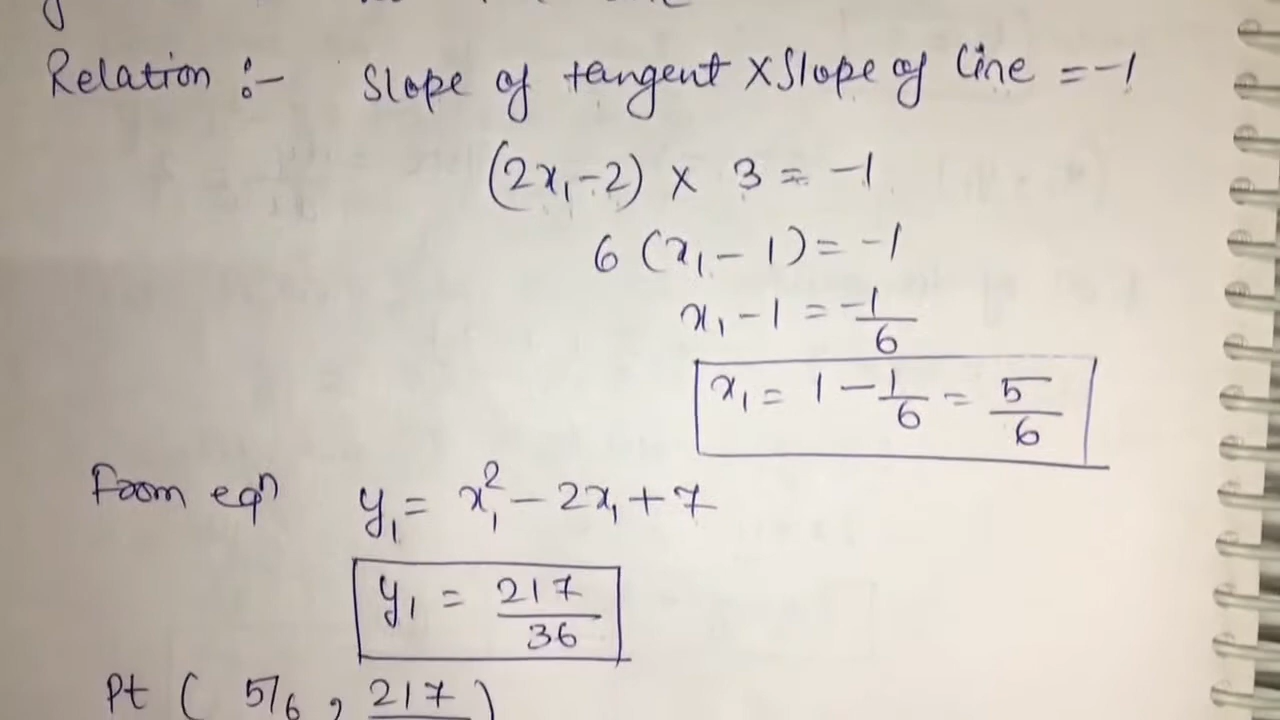 Relation :- Slope of tangent × Slope of line = -1
(2x₁-2) × 3 = -1
6 (x₁ - 1) = -1
x₁ - 1 = -1/6
x₁ = 1 - 1/6 = 5/6
From eqⁿ y₁ = x₁² - 2x₁ + 7
y₁ = 217/36
Pt ( 5/6 , 217